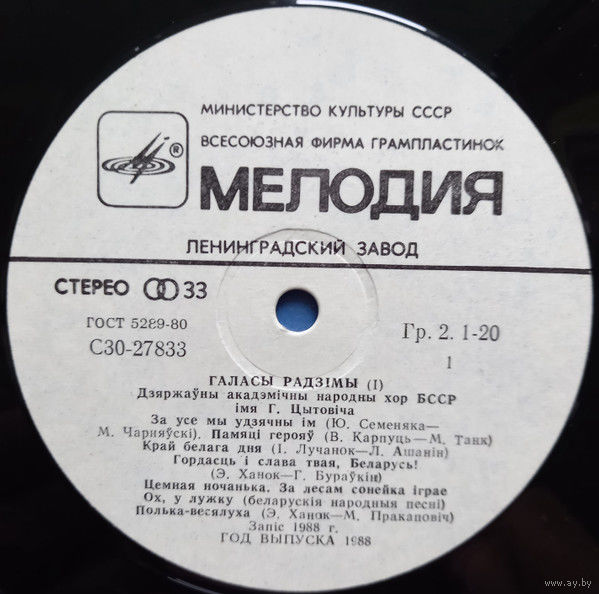 МИНИСТЕРСТВО КУЛЬТУРЫ СССР
ВСЕСОЮЗНАЯ ФИРМА ГРАМПЛАСТИНОК
®
МЕЛОДИЯ
ЛЕНИНГРАДСКИЙ ЗАВОД
СТЕРЕО 33
ГОСТ 5289-80
Гр. 2. 1-20
С30-27833
1
ГАЛАСЫ РАДЗІМЫ (I)
Дзяржаўны акадэмічны народны хор БССР
імя Г. Цытовіча
За усе мы удзячны ім (Ю. Семеняка—
М. Чарняўскі). Памяці герояў (В. Карпуць—М. Танк)
Край белага дня (І. Лучанок—Л. Ашанін)
Гордасць і слава твая, Беларусь!
(Э. Ханок—Г. Бураўкін)
Цемная ночанька. За лесам сонейка іграе
Ох, у лужку (беларускія народныя песні)
Полька-весялуха (Э. Ханок—М. Пракаповіч)
Запіс 1988 г.
ГОД ВЫПУСКА 1988
www.ay.by